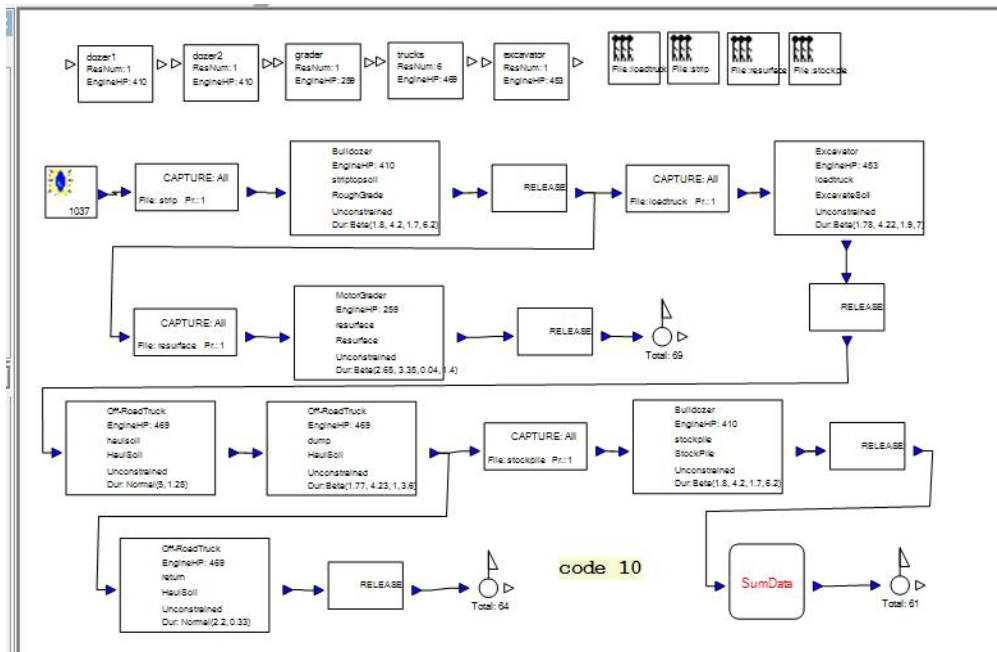 dozer1
ResNum: 1
EngineHP: 410
dozer2
ResNum: 1
EngineHP: 410
grader
ResNum: 1
EngineHP: 259
trucks
ResNum: 6
EngineHP: 469
excavator
ResNum: 1
EngineHP: 453
File: loadtruck
File: strip
File: resurface
File: stockpile
1037
CAPTURE: All
File: strip Pr.: 1
Bulldozer
EngineHP: 410
striptopsoil
RoughGrade
Unconstrained
Dur: Beta(1.8, 4.2, 1.7, 6.2)
RELEASE
CAPTURE: All
File: loadtruck Pr.: 1
Excavator
EngineHP: 453
loadtruck
ExcavateSoil
Unconstrained
Dur: Beta(1.78, 4.22, 1.9, 7)
RELEASE
CAPTURE: All
File: resurface Pr.: 1
MotorGrader
EngineHP: 259
resurface
Resurface
Unconstrained
Dur: Beta(2.65, 3.35, 0.04, 1.4)
RELEASE
Total: 69
Off-RoadTruck
EngineHP: 469
haulsoil
HaulSoil
Unconstrained
Dur: Normal(5, 1.25)
Off-RoadTruck
EngineHP: 469
dump
HaulSoil
Unconstrained
Dur: Beta(1.77, 4.23, 1, 3.6)
CAPTURE: All
File: stockpile Pr.: 1
Bulldozer
EngineHP: 410
stockpile
StockPile
Unconstrained
Dur: Beta(1.8, 4.2, 1.7, 6.2)
RELEASE
Off-RoadTruck
EngineHP: 469
return
HaulSoil
Unconstrained
Dur: Normal(2.2, 0.33)
RELEASE
Total: 64
code 10
SumData
Total: 61